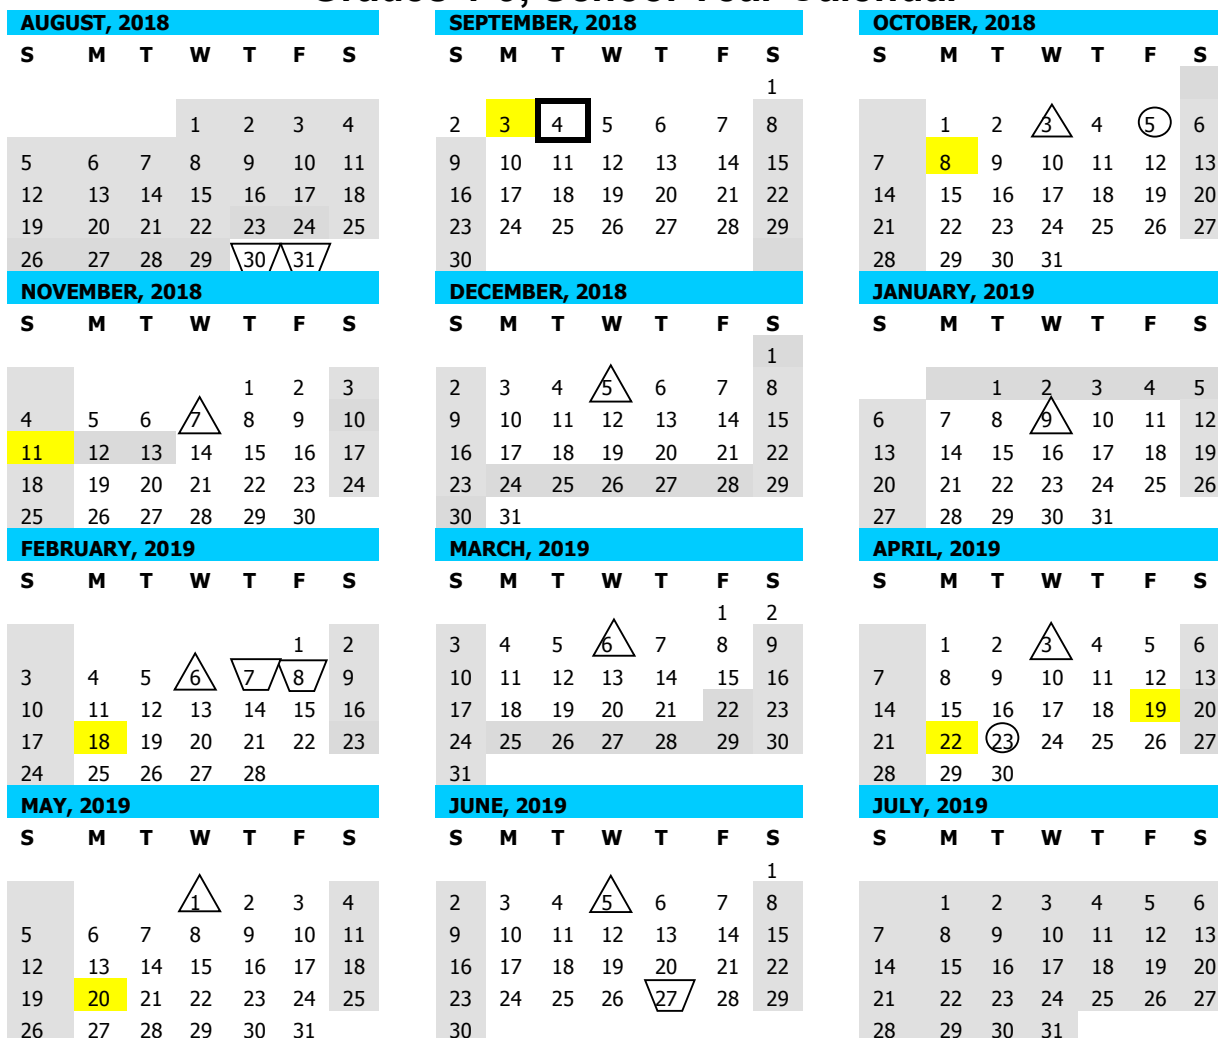 Grades School Year Calendar
AUGUST, 2018 SEPTEMBER, 2018 OCTOBER, 2018
S M T W T F S S M T W T F S S M T W T F S
1
1 2 3 4 2 3 4 5 6 7 8 1 2 3 4 5 6
5 6 7 8 9 10 11 9 10 11 12 13 14 15 7 8 9 10 11 12 13
12 13 14 15 16 17 18 16 17 18 19 20 21 22 14 15 16 17 18 19 20
19 20 21 22 23 24 25 23 24 25 26 27 28 29 21 22 23 24 25 26 27
26 27 28 29 30 31 30 28 29 30 31
NOVEMBER, 2018 DECEMBER, 2018 JANUARY, 2019
S M T W T F S S M T W T F S S M T W T F S
1
1 2 3 2 3 4 5 6 7 8 1 2 3 4 5
4 5 6 7 8 9 10 9 10 11 12 13 14 15 6 7 8 9 10 11 12
11 12 13 14 15 16 17 16 17 18 19 20 21 22 13 14 15 16 17 18 19
18 19 20 21 22 23 24 23 24 25 26 27 28 29 20 21 22 23 24 25 26
25 26 27 28 29 30 30 31 27 28 29 30 31
FEBRUARY, 2019 MARCH, 2019 APRIL, 2019
S M T W T F S S M T W T F S S M T W T F S
1 2
1 2 3 4 5 6 7 8 9 1 2 3 4 5 6
3 4 5 6 7 8 9 10 11 12 13 14 15 16 7 8 9 10 11 12 13
10 11 12 13 14 15 16 17 18 19 20 21 22 23 14 15 16 17 18 19 20
17 18 19 20 21 22 23 24 25 26 27 28 29 30 21 22 23 24 25 26 27
24 25 26 27 28 31 28 29 30
MAY, 2019 JUNE, 2019 JULY, 2019
S M T W T F S S M T W T F S S M T W T F S
1
1 2 3 4 2 3 4 5 6 7 8 1 2 3 4 5 6
5 6 7 8 9 10 11 9 10 11 12 13 14 15 7 8 9 10 11 12 13
12 13 14 15 16 17 18 16 17 18 19 20 21 22 14 15 16 17 18 19 20
19 20 21 22 23 24 25 23 24 25 26 27 28 29 21 22 23 24 25 26 27
26 27 28 29 30 31 30 28 29 30 31